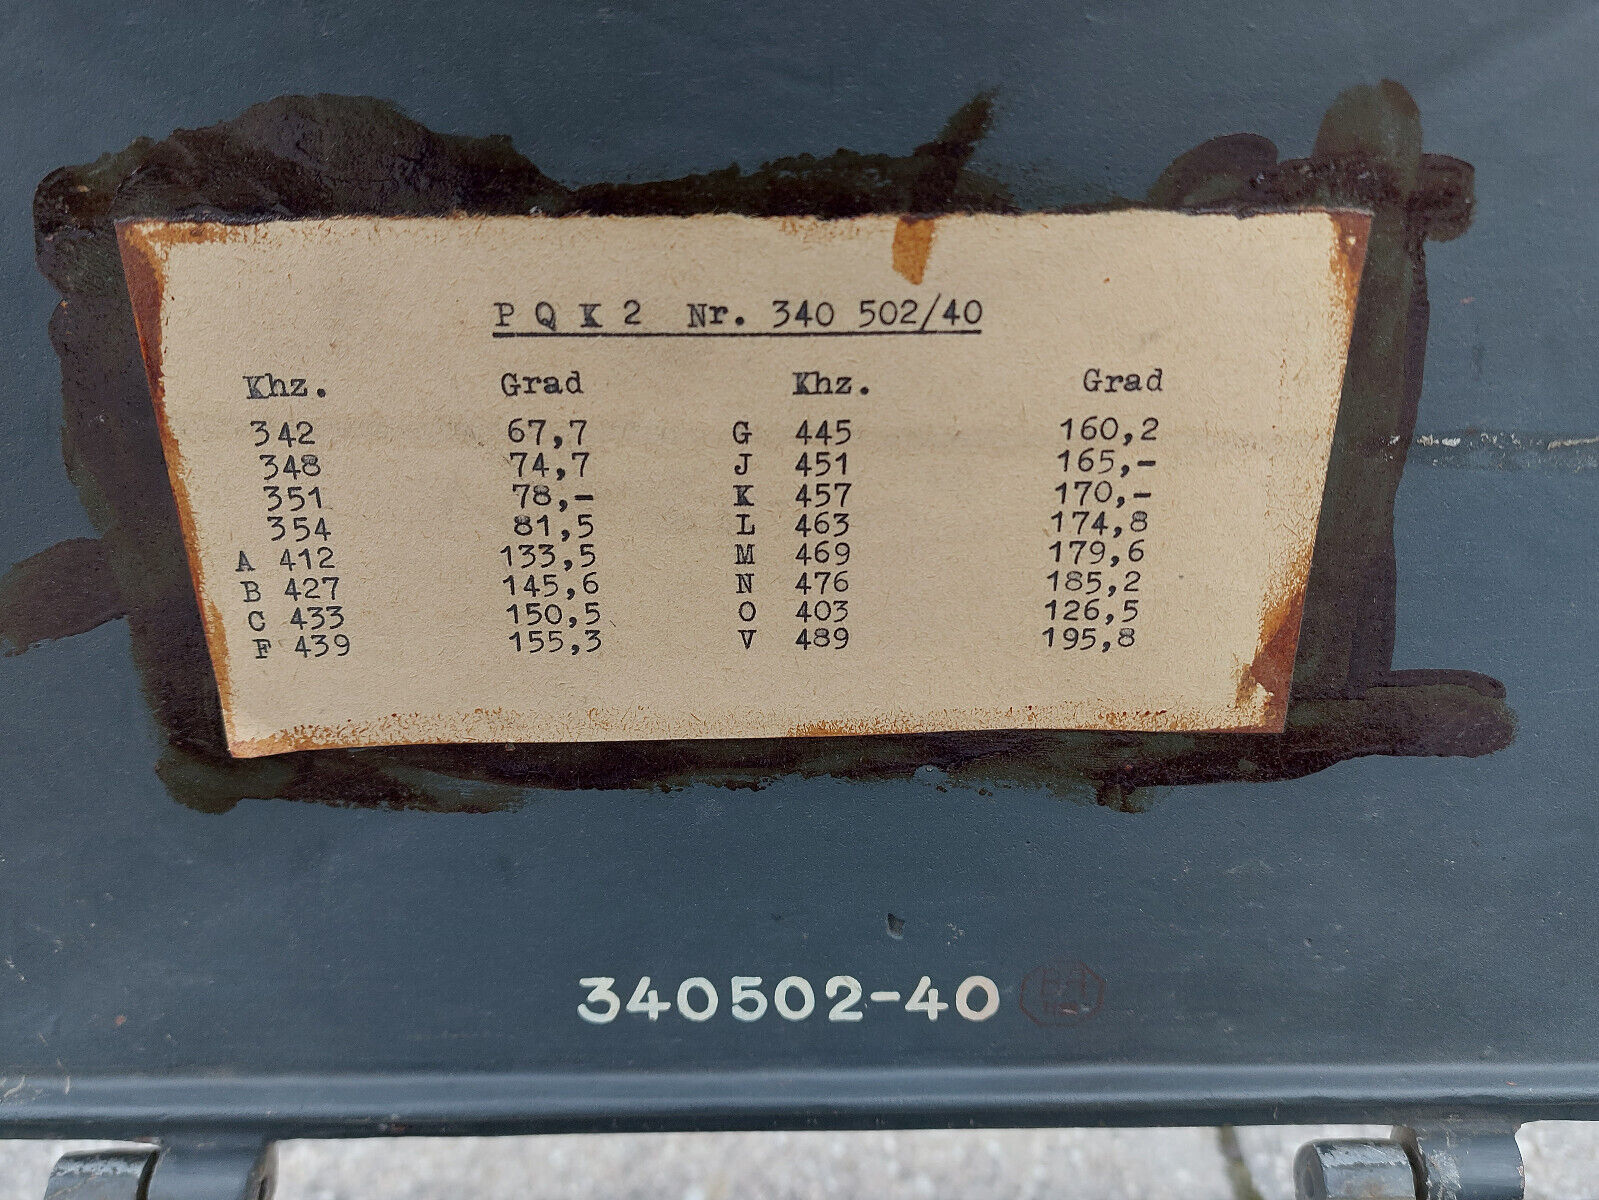 P Q K 2 Nr. 340 502/40
Khz. Grad Khz. Grad
342 67,7 G 445 160,2
348 74,7 J 451 165,-
351 78,- K 457 170,-
354 81,5 L 463 174,8
A 412 133,5 M 469 179,6
B 427 145,6 N 476 185,2
C 433 150,5 O 403 126,5
F 439 155,3 V 489 195,8
340502-40